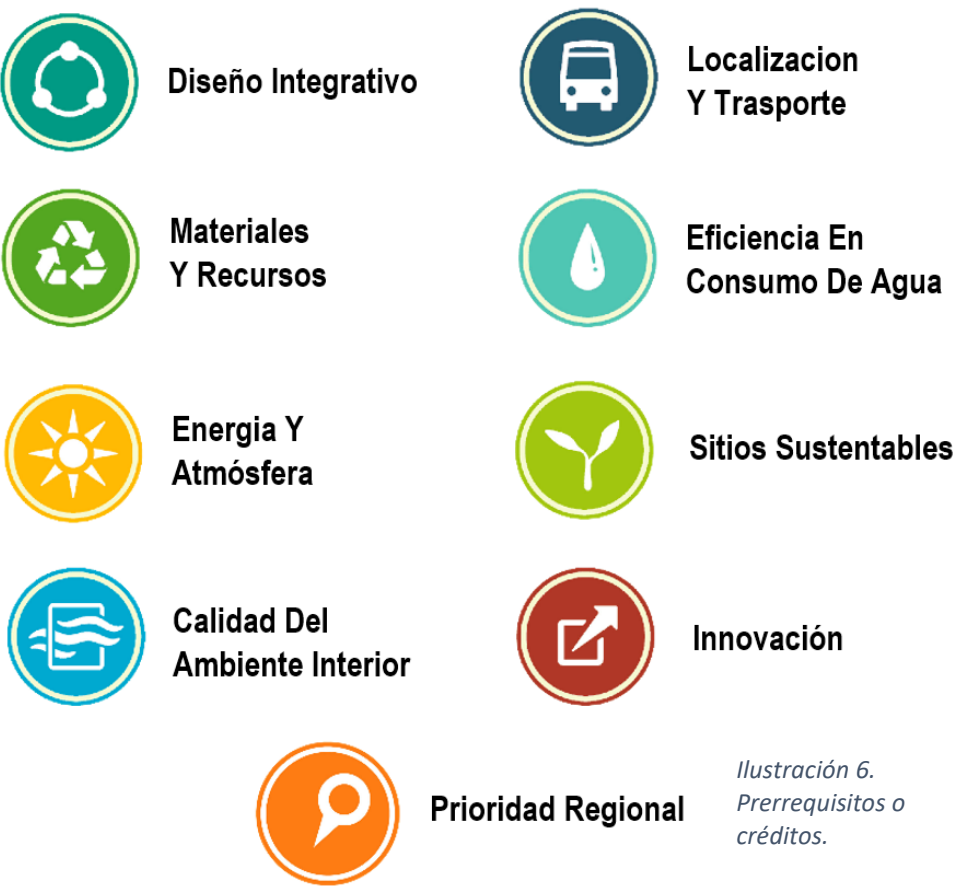 Diseño Integrativo
Localizacion
Y Trasporte
Materiales
Y Recursos
Eficiencia En
Consumo De Agua
Energia Y
Atmósfera
Sitios Sustentables
Calidad Del
Ambiente Interior
Innovación
Prioridad Regional
Ilustración 6.
Prerrequisitos o
créditos.